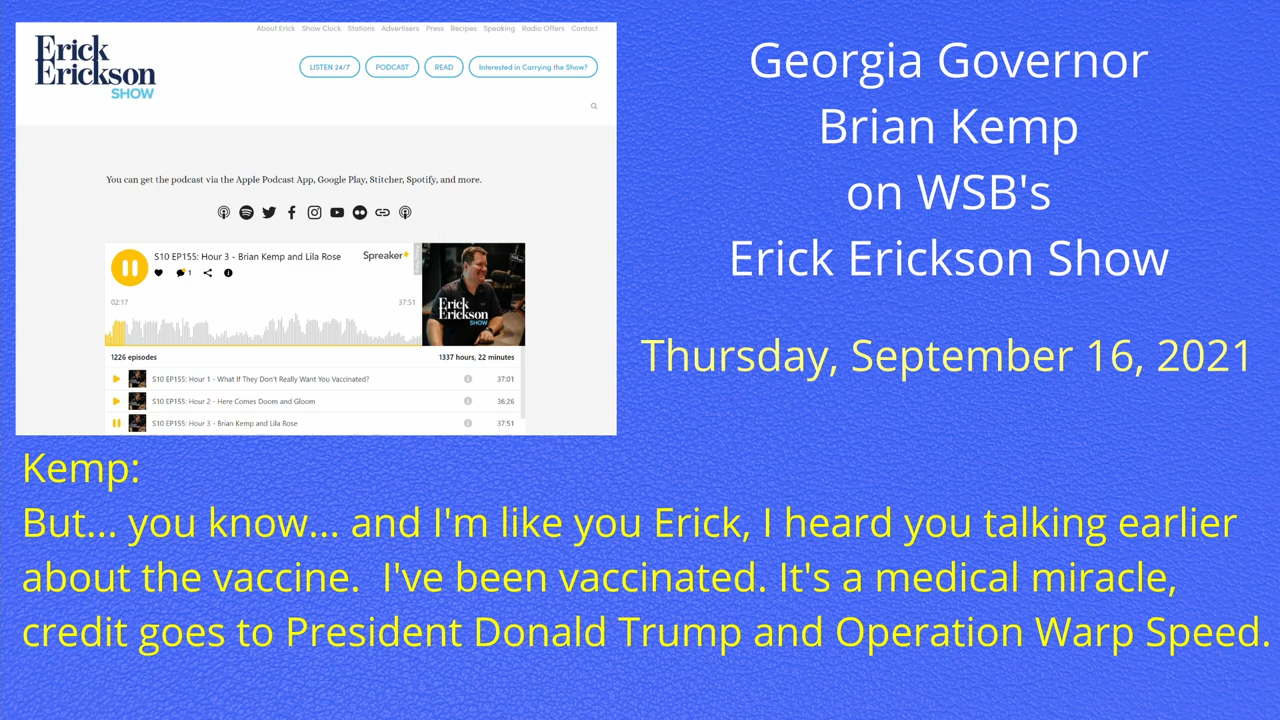 About Erick Show Clock Stations Advertisers Press Recipes Speaking Radio Offers Contact
Erick
Erickson
SHOW
LISTEN 24/7 PODCAST READ Interested in Carrying the Show?
You can get the podcast via the Apple Podcast App, Google Play, Stitcher, Spotify, and more.
S10 EP155: Hour 3 - Brian Kemp and Lila Rose
Spreaker
1
02:17 37:51
Erick
Erickson
SHOW
1226 episodes 1337 hours, 22 minutes
S10 EP155: Hour 1 - What If They Don't Really Want You Vaccinated? 37:01
S10 EP155: Hour 2 - Here Comes Doom and Gloom 36:26
S10 EP155: Hour 3 - Brian Kemp and Lila Rose 37:51
Georgia Governor
Brian Kemp
on WSB's
Erick Erickson Show
Thursday, September 16, 2021
Kemp:
But... you know... and I'm like you Erick, I heard you talking earlier
about the vaccine.  I've been vaccinated. It's a medical miracle,
credit goes to President Donald Trump and Operation Warp Speed.